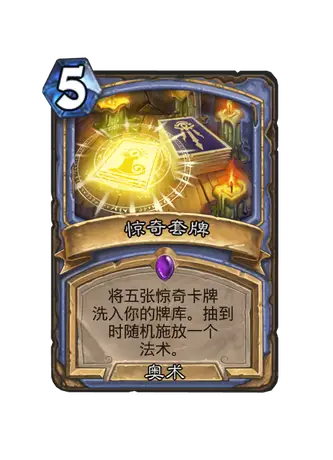 5
惊奇套牌
将五张惊奇卡牌
洗入你的牌库。抽到
时随机施放一个
法术。
奥术